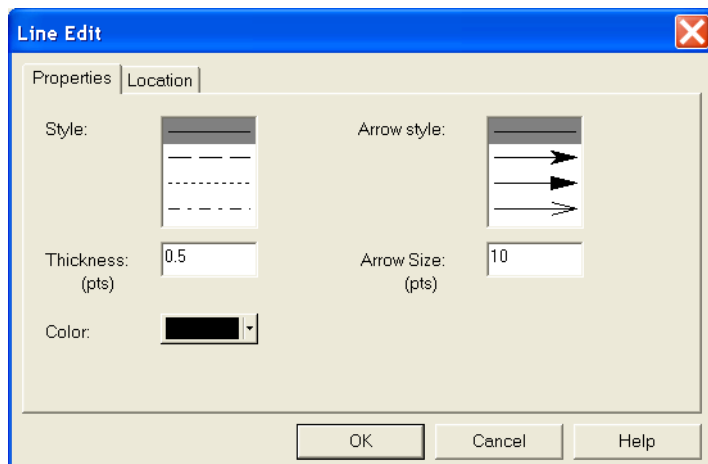 Line Edit
Properties Location
Style: Arrow style:
Thickness: 0.5 Arrow Size: 10
(pts) (pts)
Color:
OK Cancel Help